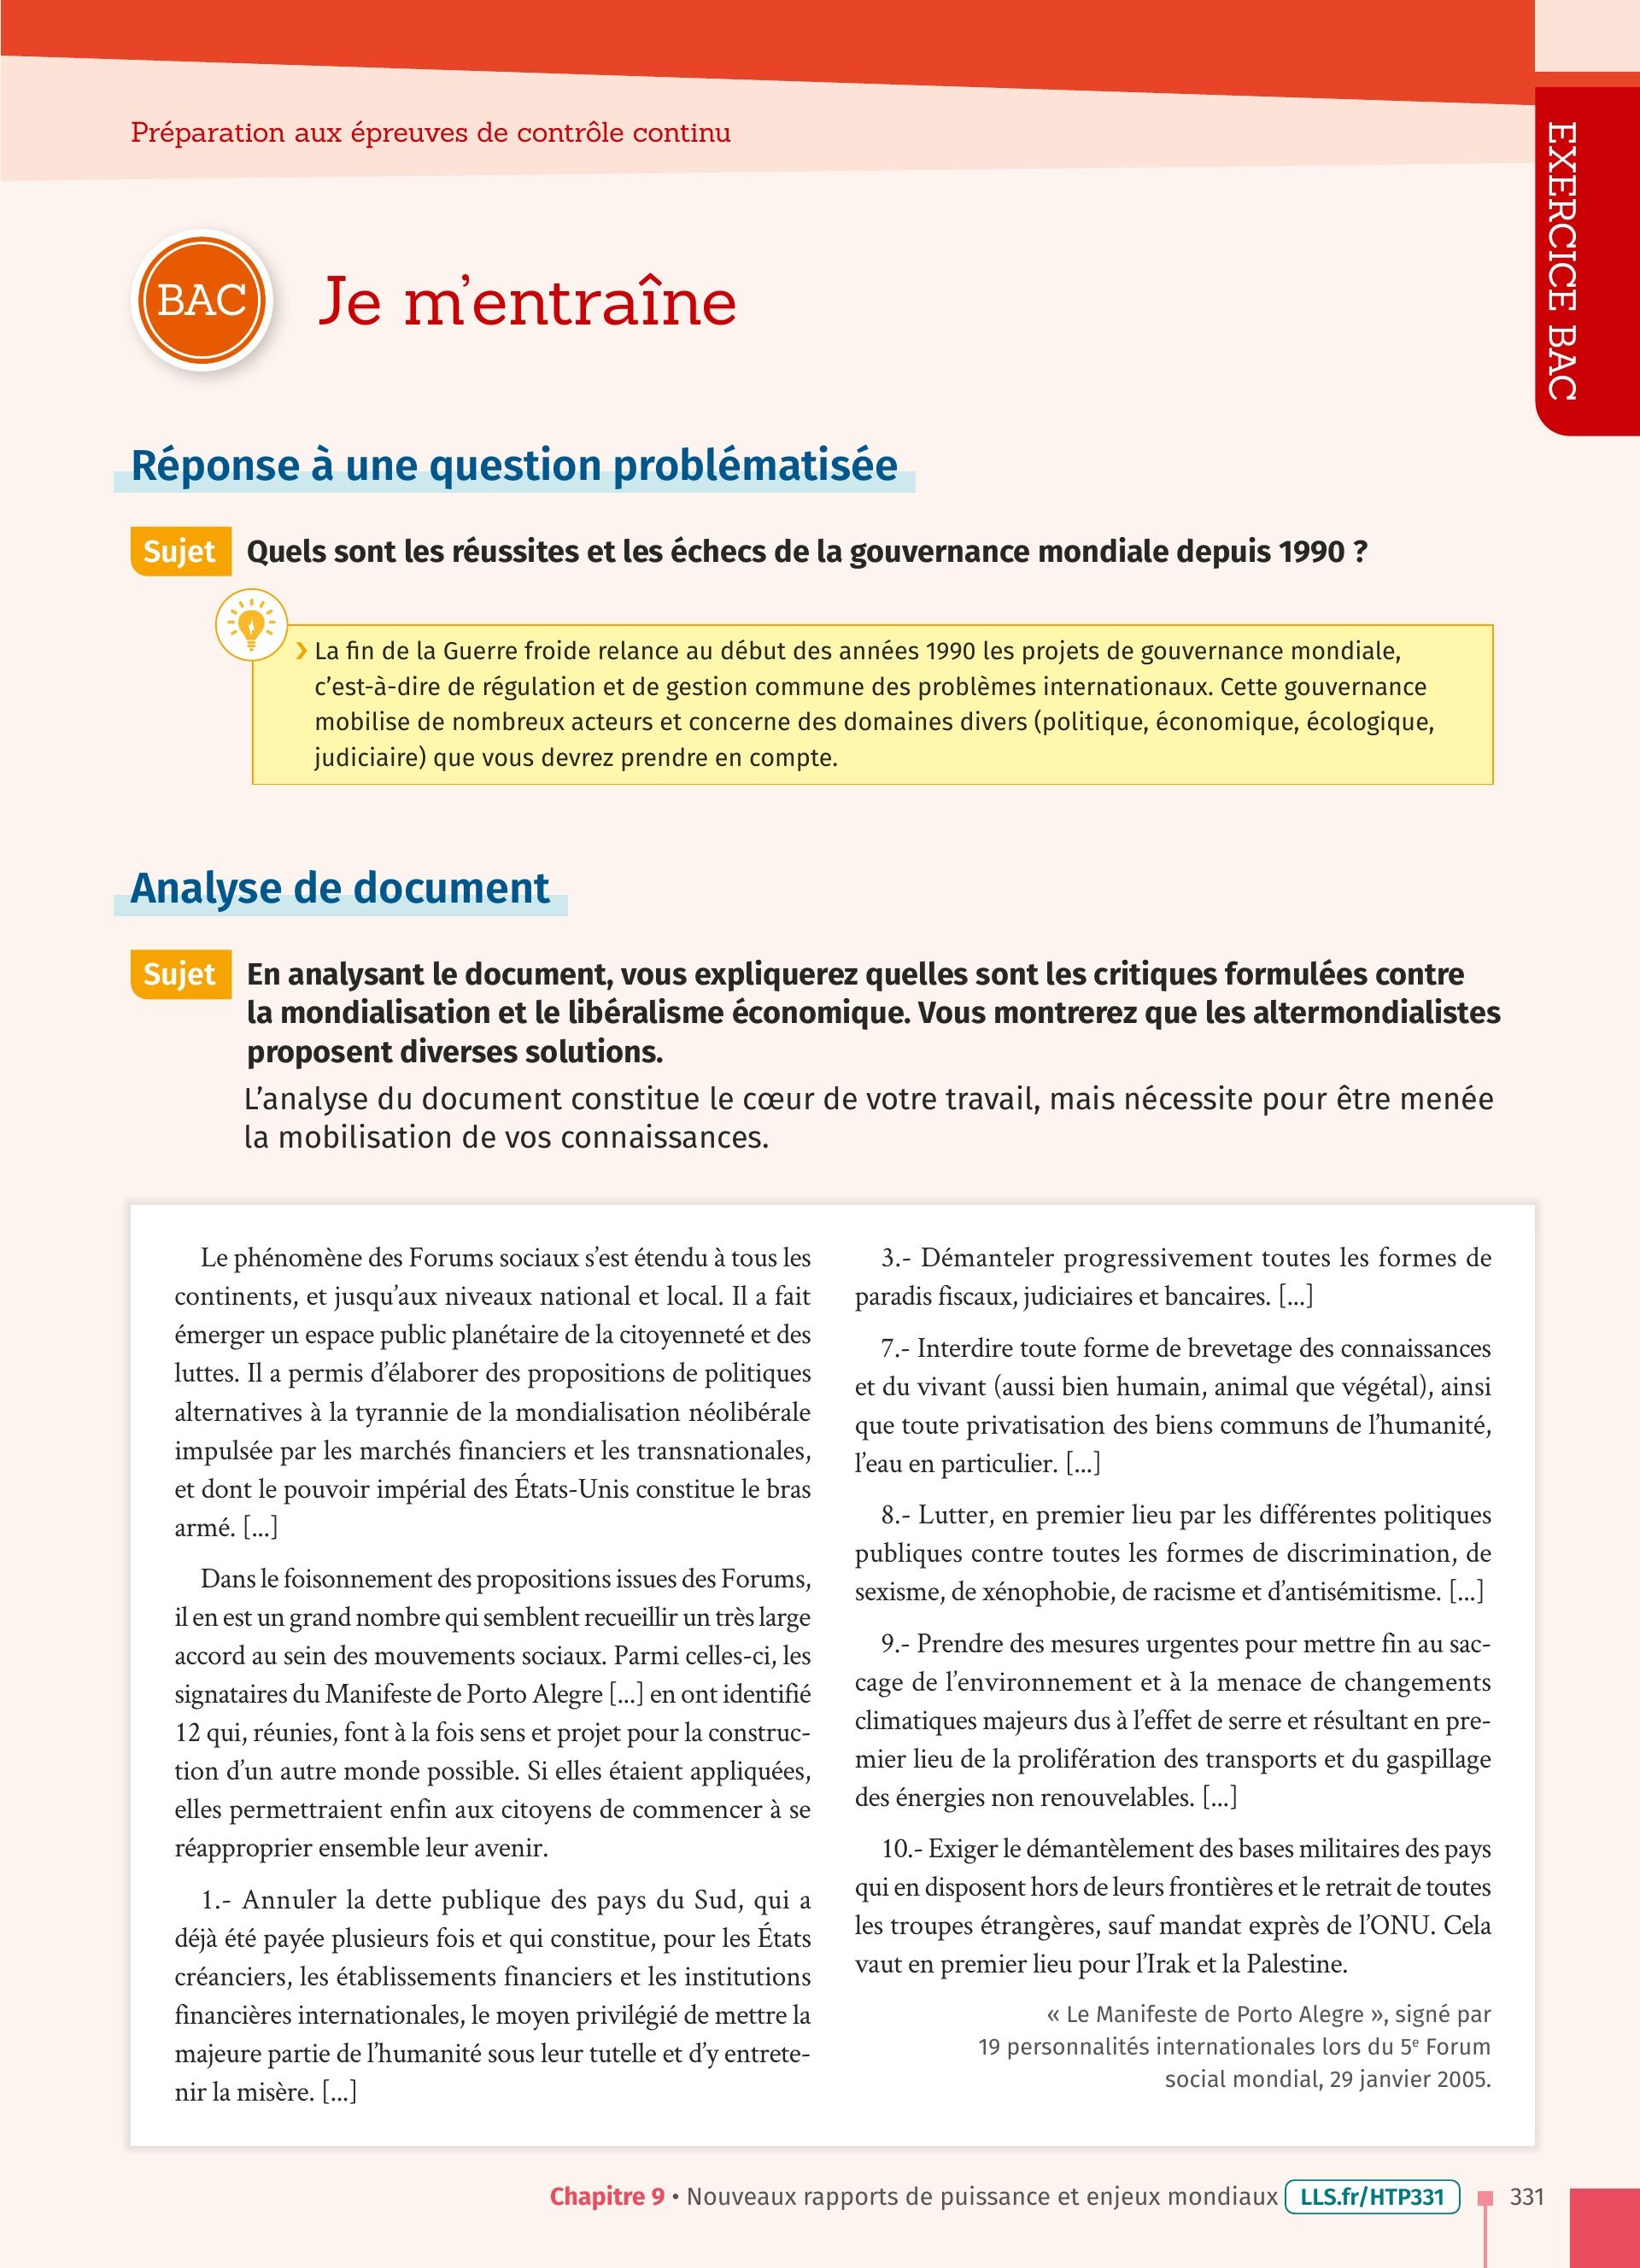 Préparation aux épreuves de contrôle continu
EXERCICE BAC
BAC
Je m'entraîne
Réponse à une question problématisée
Sujet Quels sont les réussites et les échecs de la gouvernance mondiale depuis 1990 ?
› La fin de la Guerre froide relance au début des années 1990 les projets de gouvernance mondiale,
c'est-à-dire de régulation et de gestion commune des problèmes internationaux. Cette gouvernance
mobilise de nombreux acteurs et concerne des domaines divers (politique, économique, écologique,
judiciaire) que vous devrez prendre en compte.
Analyse de document
Sujet En analysant le document, vous expliquerez quelles sont les critiques formulées contre
la mondialisation et le libéralisme économique. Vous montrerez que les altermondialistes
proposent diverses solutions.
L'analyse du document constitue le cœur de votre travail, mais nécessite pour être menée
la mobilisation de vos connaissances.
Le phénomène des Forums sociaux s'est étendu à tous les
continents, et jusqu'aux niveaux national et local. Il a fait
émerger un espace public planétaire de la citoyenneté et des
luttes. Il a permis d'élaborer des propositions de politiques
alternatives à la tyrannie de la mondialisation néolibérale
impulsée par les marchés financiers et les transnationales,
et dont le pouvoir impérial des États-Unis constitue le bras
armé. [...]
Dans le foisonnement des propositions issues des Forums,
il en est un grand nombre qui semblent recueillir un très large
accord au sein des mouvements sociaux. Parmi celles-ci, les
signataires du Manifeste de Porto Alegre [...] en ont identifié
12 qui, réunies, font à la fois sens et projet pour la construc-
tion d'un autre monde possible. Si elles étaient appliquées,
elles permettraient enfin aux citoyens de commencer à se
réapproprier ensemble leur avenir.
1.- Annuler la dette publique des pays du Sud, qui a
déjà été payée plusieurs fois et qui constitue, pour les États
créanciers, les établissements financiers et les institutions
financières internationales, le moyen privilégié de mettre la
majeure partie de l'humanité sous leur tutelle et d'y entrete-
nir la misère. [...]
3.- Démanteler progressivement toutes les formes de
paradis fiscaux, judiciaires et bancaires. [...]
7.- Interdire toute forme de brevetage des connaissances
et du vivant (aussi bien humain, animal que végétal), ainsi
que toute privatisation des biens communs de l'humanité,
l'eau en particulier. [...]
8.- Lutter, en premier lieu par les différentes politiques
publiques contre toutes les formes de discrimination, de
sexisme, de xénophobie, de racisme et d'antisémitisme. [...]
9.- Prendre des mesures urgentes pour mettre fin au sac-
cage de l'environnement et à la menace de changements
climatiques majeurs dus à l'effet de serre et résultant en pre-
mier lieu de la prolifération des transports et du gaspillage
des énergies non renouvelables. [...]
10.- Exiger le démantèlement des bases militaires des pays
qui en disposent hors de leurs frontières et le retrait de toutes
les troupes étrangères, sauf mandat exprès de l'ONU. Cela
vaut en premier lieu pour l'Irak et la Palestine.
« Le Manifeste de Porto Alegre », signé par
19 personnalités internationales lors du 5e Forum
social mondial, 29 janvier 2005.
Chapitre 9 • Nouveaux rapports de puissance et enjeux mondiaux LLS.fr/HTP331 331